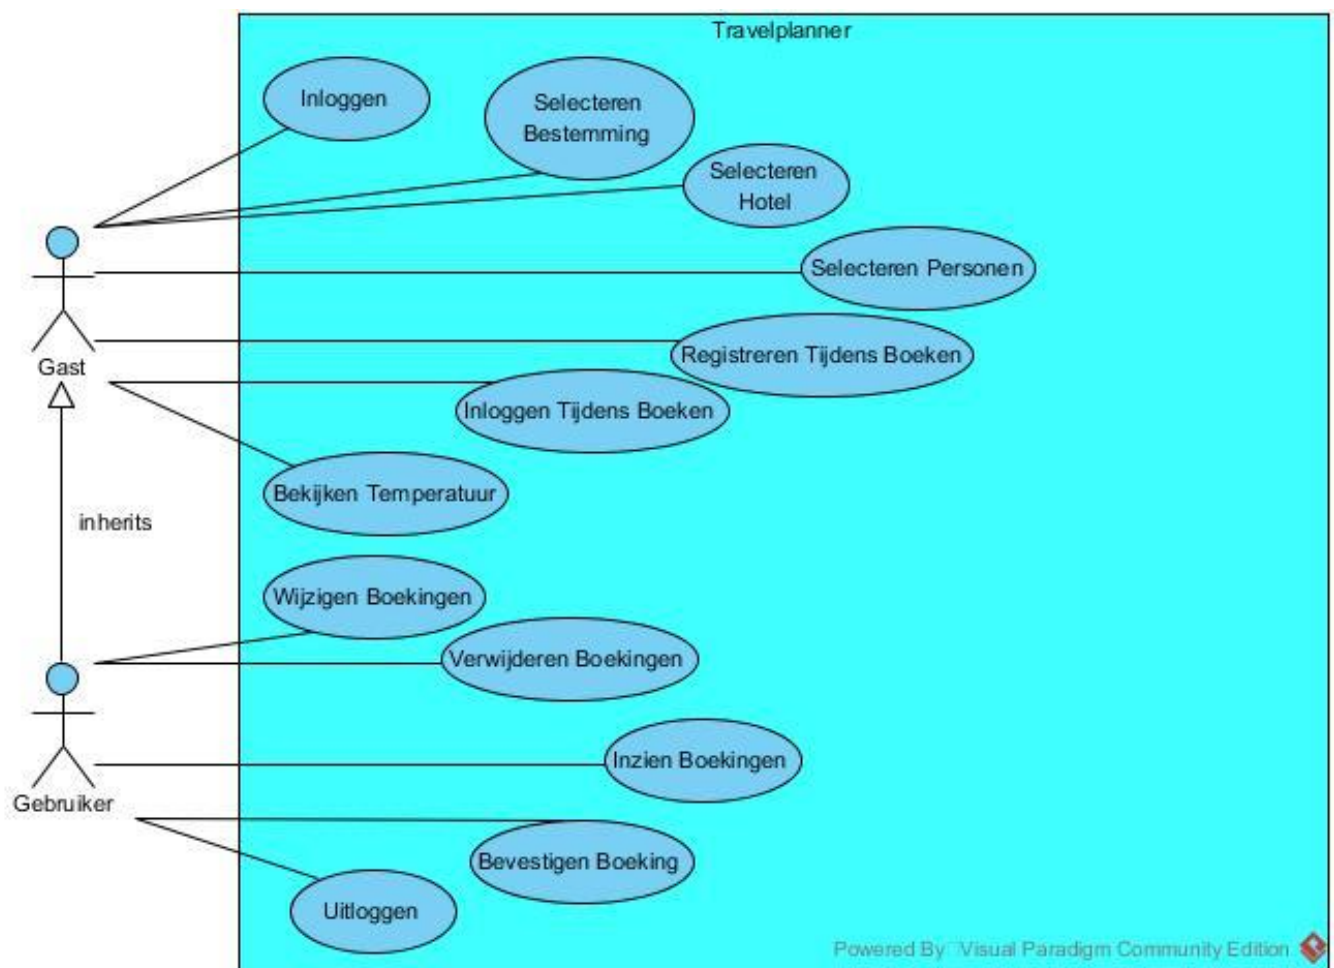 Travelplanner
Inloggen
Selecteren
Bestemming
Selecteren
Hotel
Selecteren Personen
Gast
Registreren Tijdens Boeken
Inloggen Tijdens Boeken
Bekijken Temperatuur
inherits
Wijzigen Boekingen
Verwijderen Boekingen
Inzien Boekingen
Gebruiker
Bevestigen Boeking
Uitloggen
Powered By Visual Paradigm Community Edition